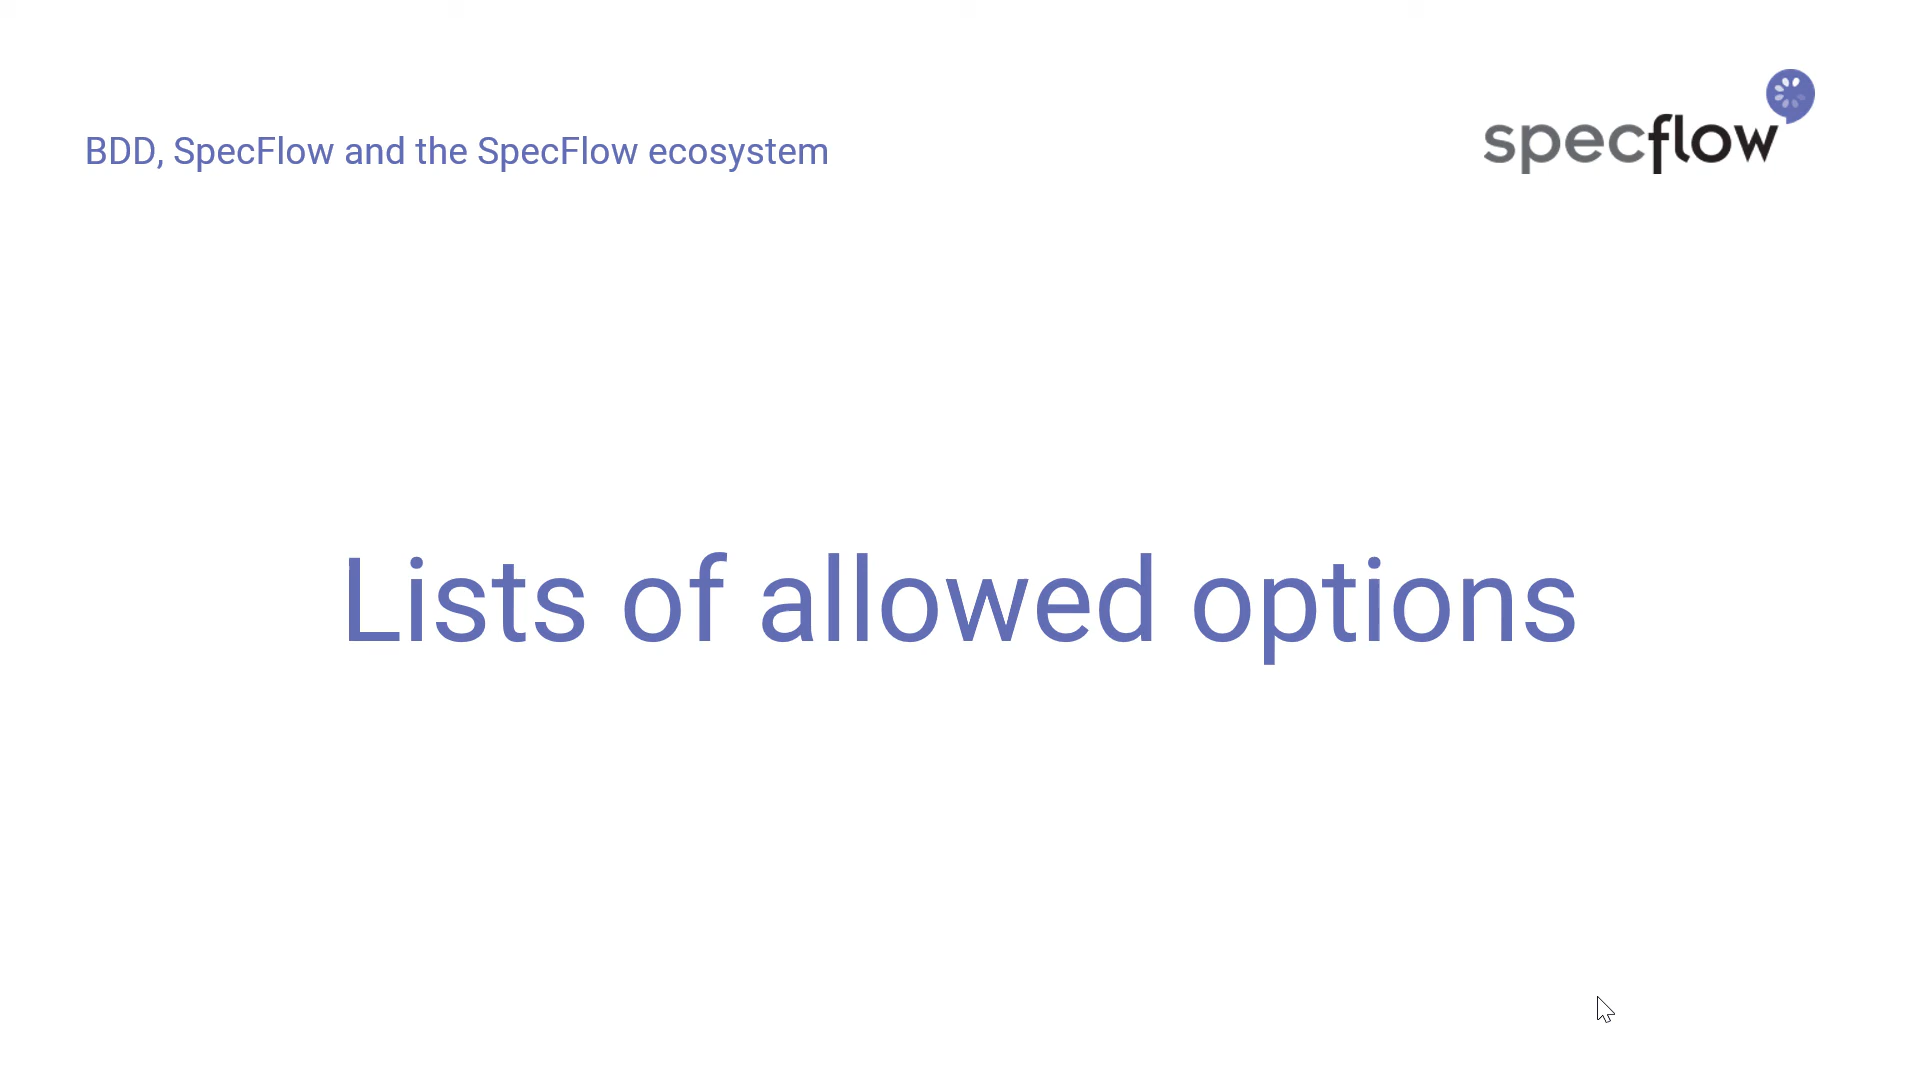 BDD, SpecFlow and the SpecFlow ecosystem
specflow
Lists of allowed options